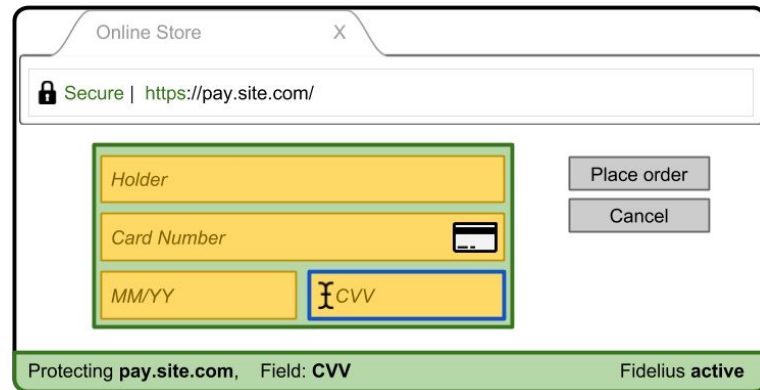 Online Store X
Secure | https://pay.site.com/
Holder
Place order
Card Number
Cancel
MM/YY CVV
Protecting pay.site.com, Field: CVV Fidelius active